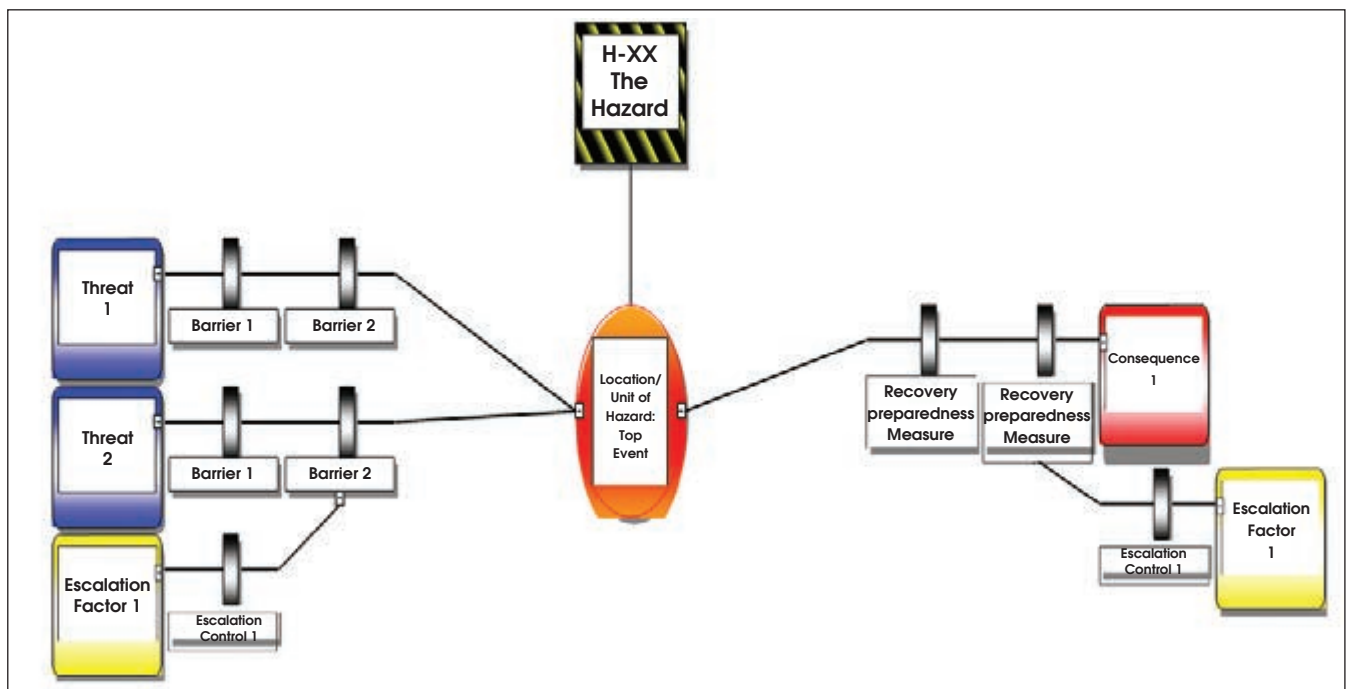 H-XX
The
Hazard
Threat
1
Barrier 1
Barrier 2
Threat
2
Barrier 1
Barrier 2
Escalation
Factor 1
Escalation
Control 1
Location/
Unit of
Hazard:
Top
Event
Recovery
preparedness
Measure
Recovery
preparedness
Measure
Consequence
1
Escalation
Control 1
Escalation
Factor
1